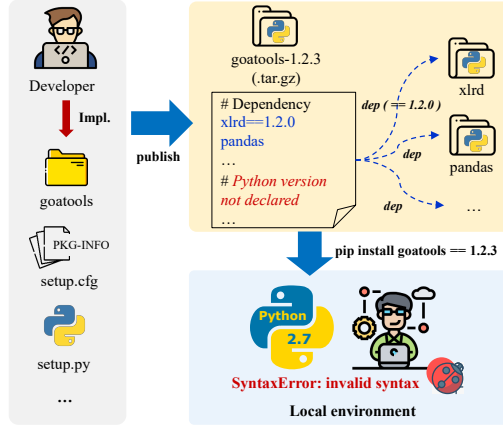 Developer
Impl.
goatools
PKG-INFO
setup.cfg
setup.py
...
publish
goatools-1.2.3
(.tar.gz)
# Dependency
xlrd==1.2.0
pandas
...
# Python version
not declared
...
dep ( == 1.2.0 )
dep
dep
xlrd
pandas
...
pip install goatools == 1.2.3
Python
2.7
SyntaxError: invalid syntax
Local environment